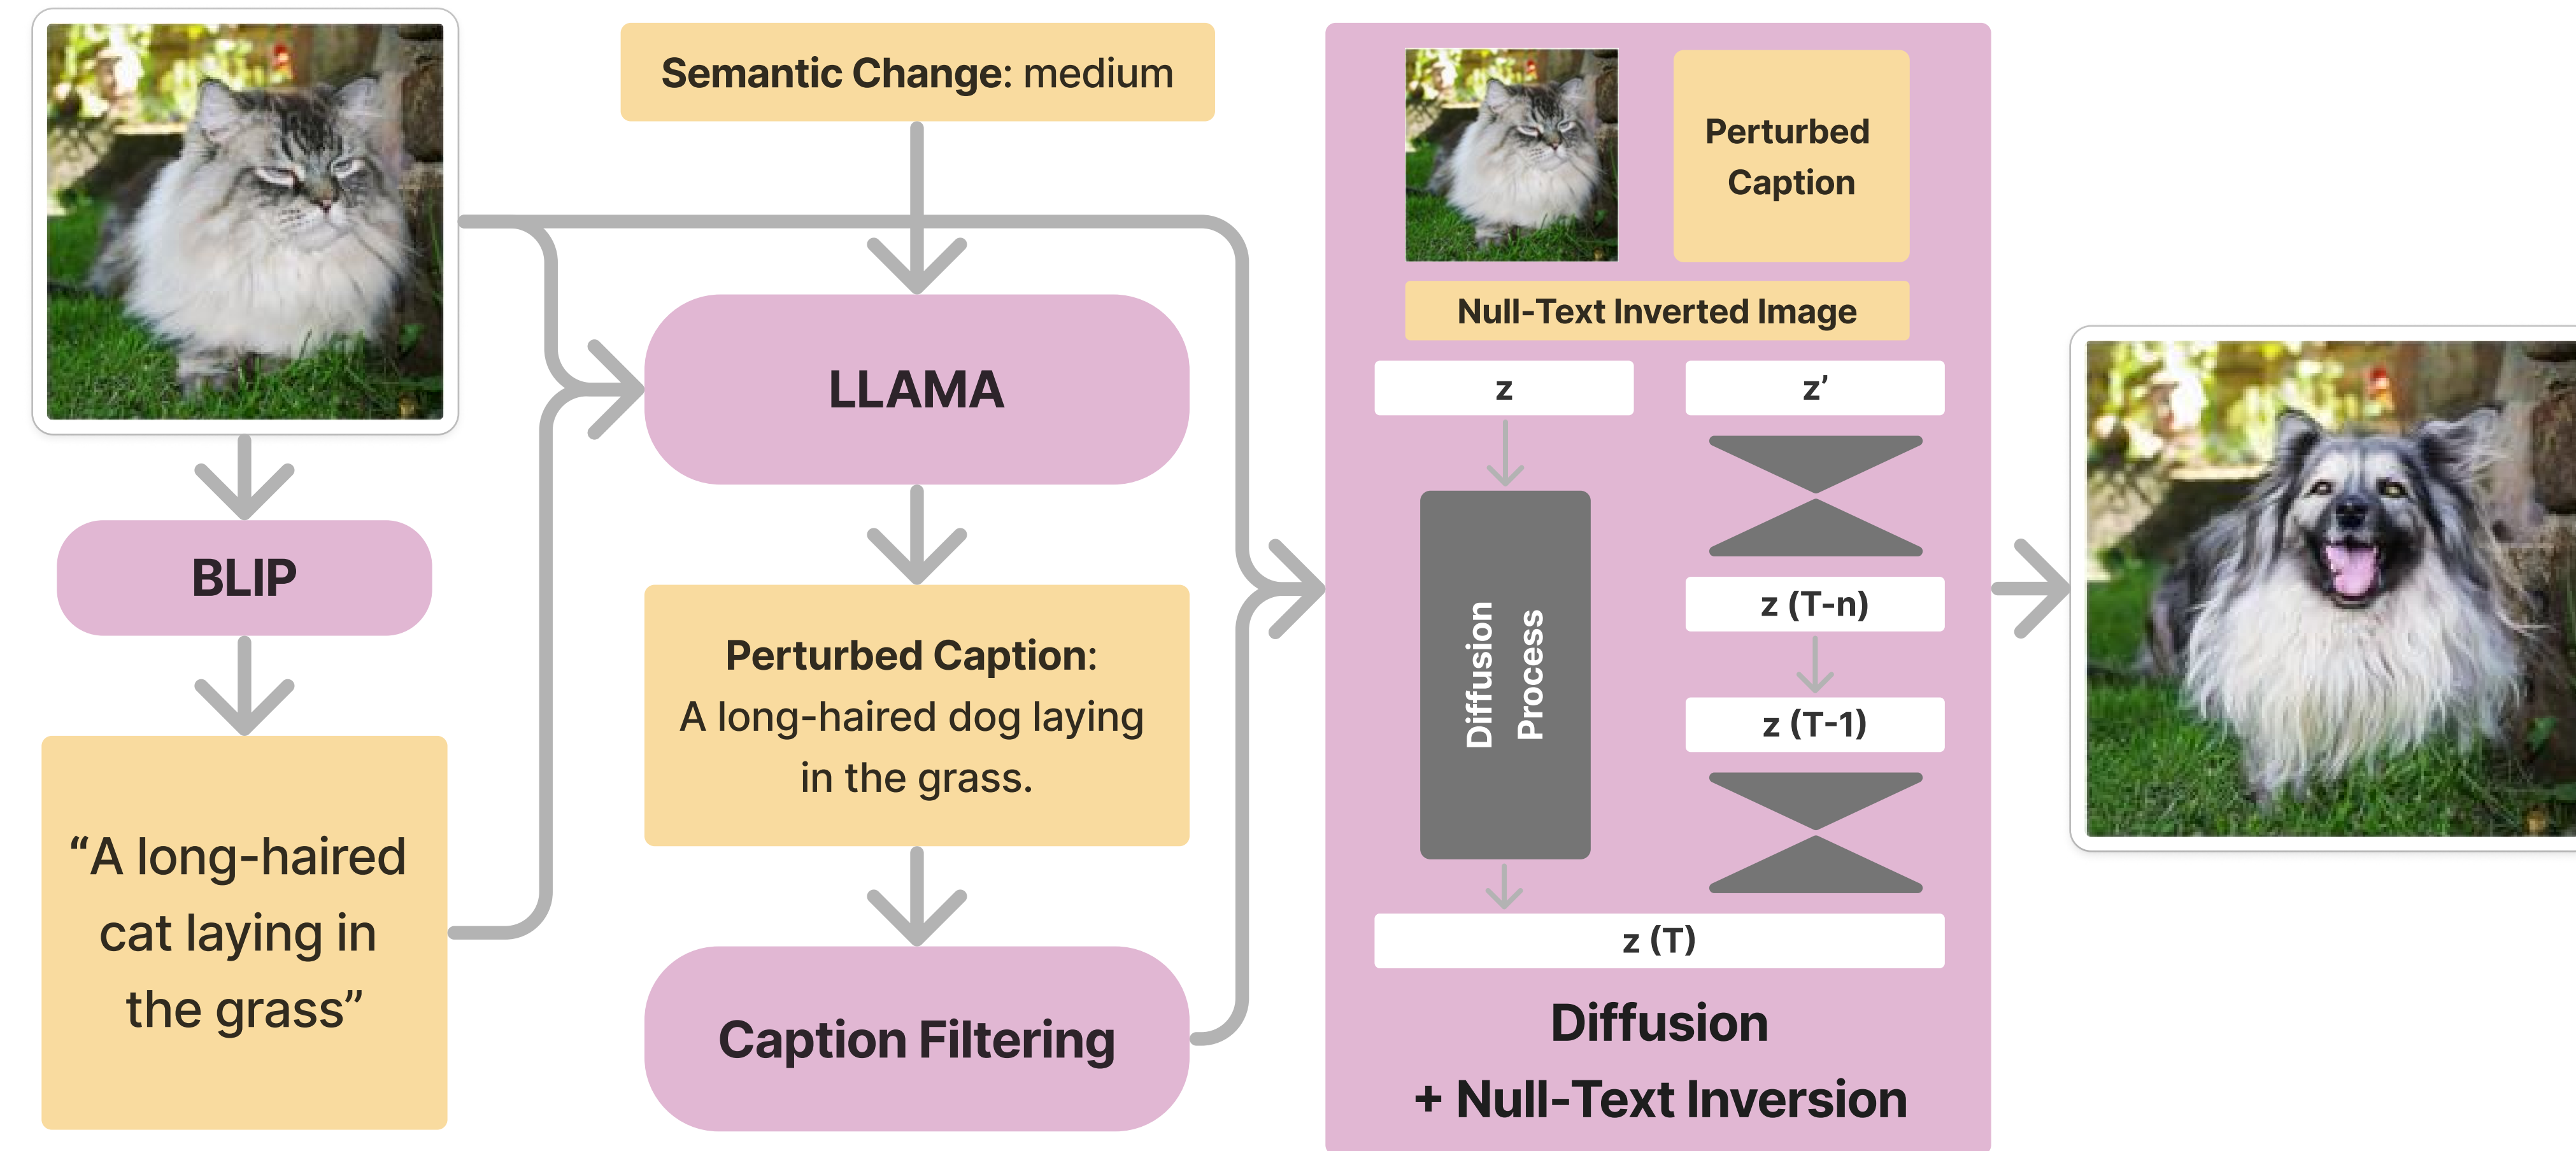 Semantic Change: medium
BLIP
“A long-haired
cat laying in
the grass”
LLAMA
Perturbed Caption:
A long-haired dog laying
in the grass.
Caption Filtering
Perturbed
Caption
Null-Text Inverted Image
z
z’
Diffusion
Process
z (T-n)
z (T-1)
z (T)
Diffusion
+ Null-Text Inversion